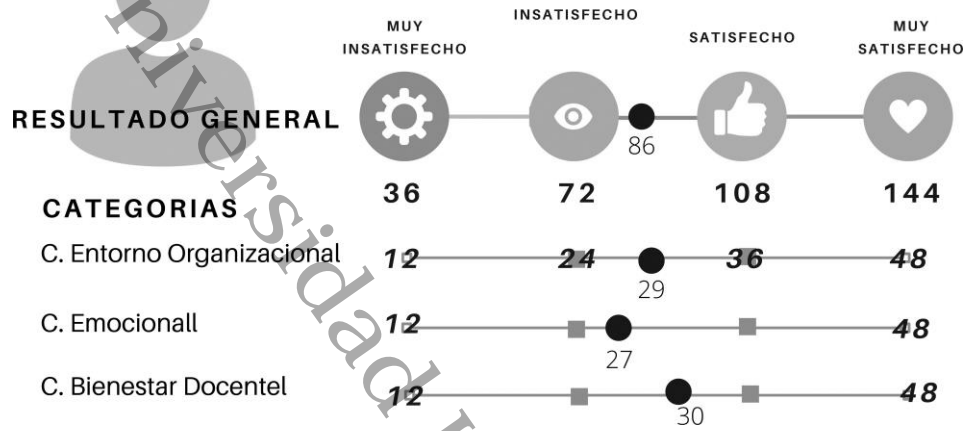 MUY
INSATISFECHO
INSATISFECHO
SATISFECHO
MUY
SATISFECHO
RESULTADO GENERAL
86
36 72 108 144
CATEGORIAS
C. Entorno Organizacional 12 24 36 48
29
C. Emocionall 12 48
27
C. Bienestar Docentel 12 48
30
niversidad